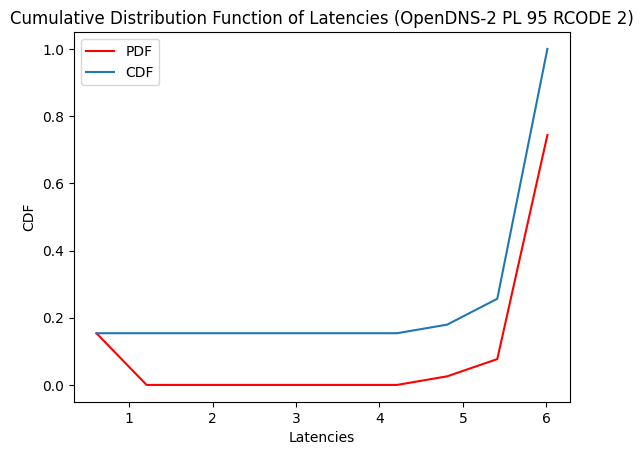 Cumulative Distribution Function of Latencies (OpenDNS-2 PL 95 RCODE 2)
PDF
CDF
1.0
0.8
0.6
0.4
0.2
0.0
CDF
1 2 3 4 5 6
Latencies